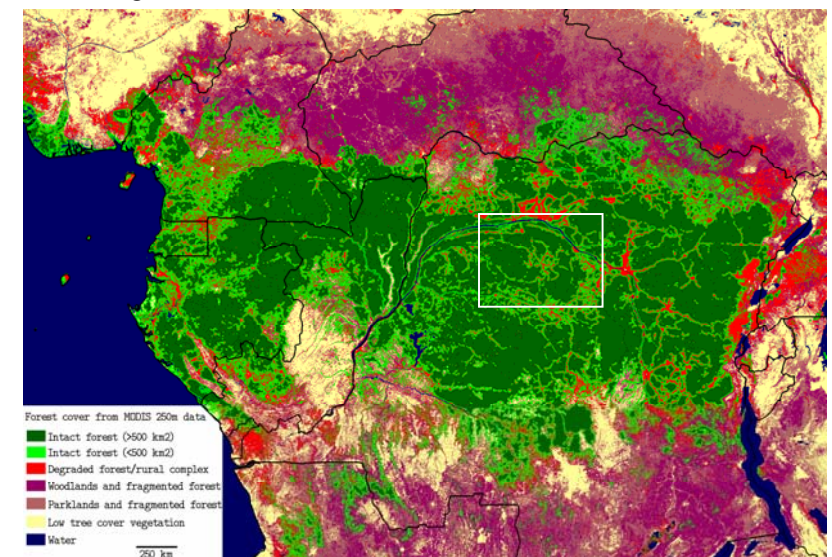 Forest cover from MODIS 250m data
Intact forest (>500 km2)
Intact forest (<500 km2)
Degraded forest/rural complex
Woodlands and fragmented forest
Parklands and fragmented forest
Low tree cover vegetation
Water
250 km